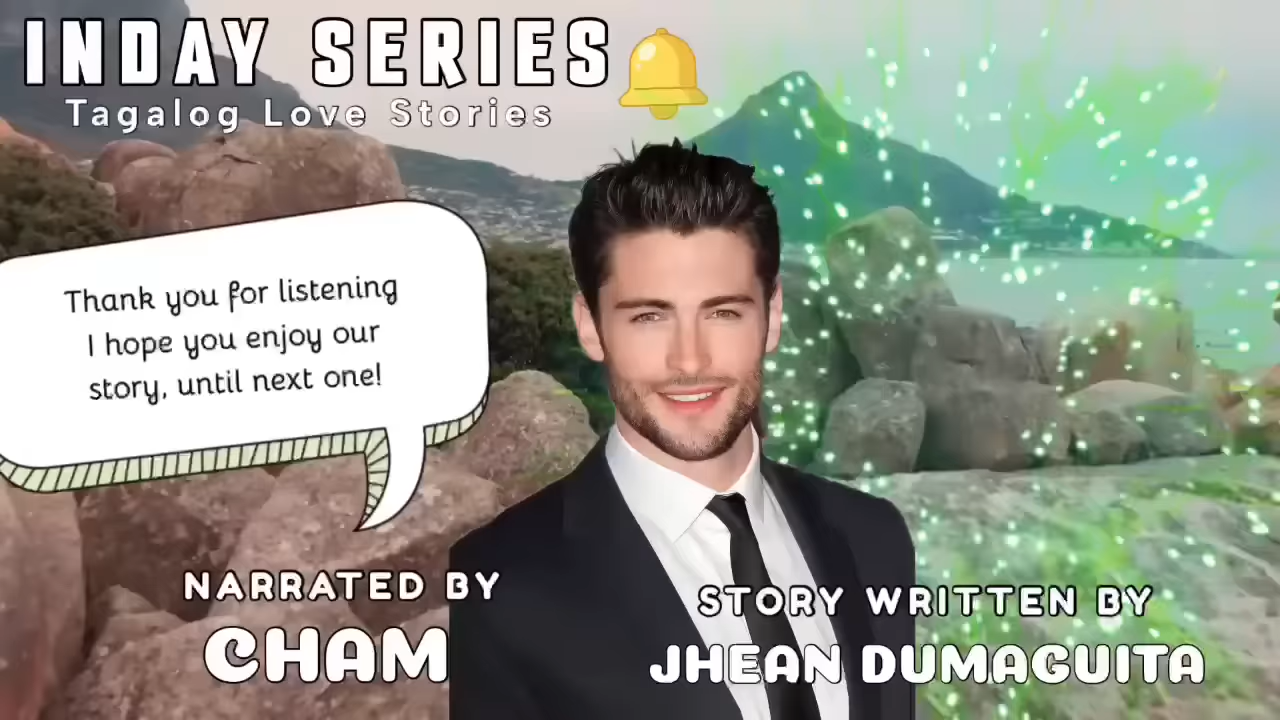 INDAY SERIES
Tagalog Love Stories
Thank you for listening
I hope you enjoy our
story, until next one!
NARRATED BY
CHAM
STORY WRITTEN BY
JHEAN DUMAGUITA